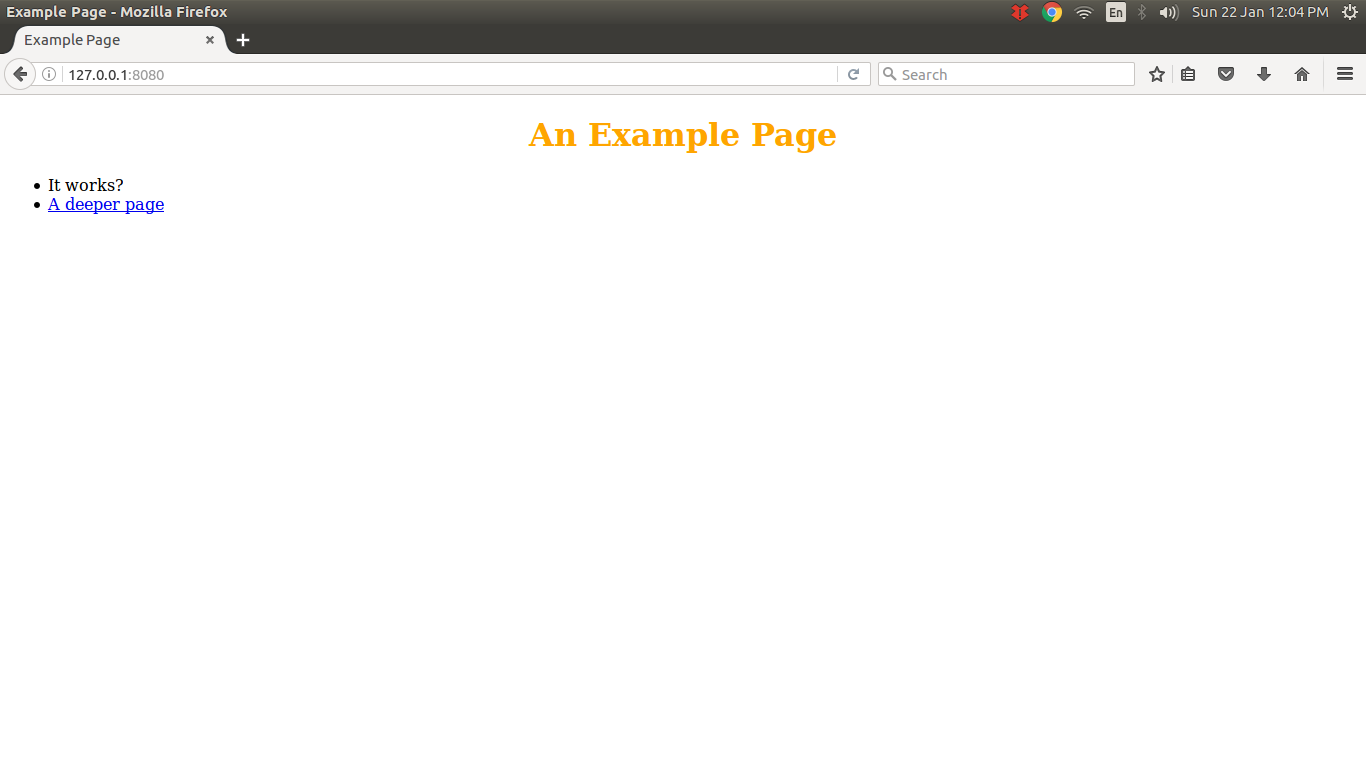 Example Page - Mozilla Firefox
En
Sun 22 Jan 12:04 PM
Example Page
127.0.0.1:8080
Search
An Example Page
It works?
A deeper page